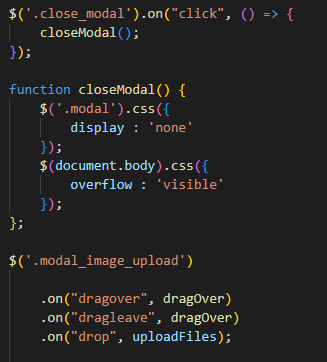 $('.close_modal').on("click", () => {
    closeModal();
});

function closeModal() {
    $('.modal').css({
        display : 'none'
    });
    $(document.body).css({
        overflow : 'visible'
    });
};

$('.modal_image_upload')

    .on("dragover", dragOver)
    .on("dragleave", dragOver)
    .on("drop", uploadFiles);